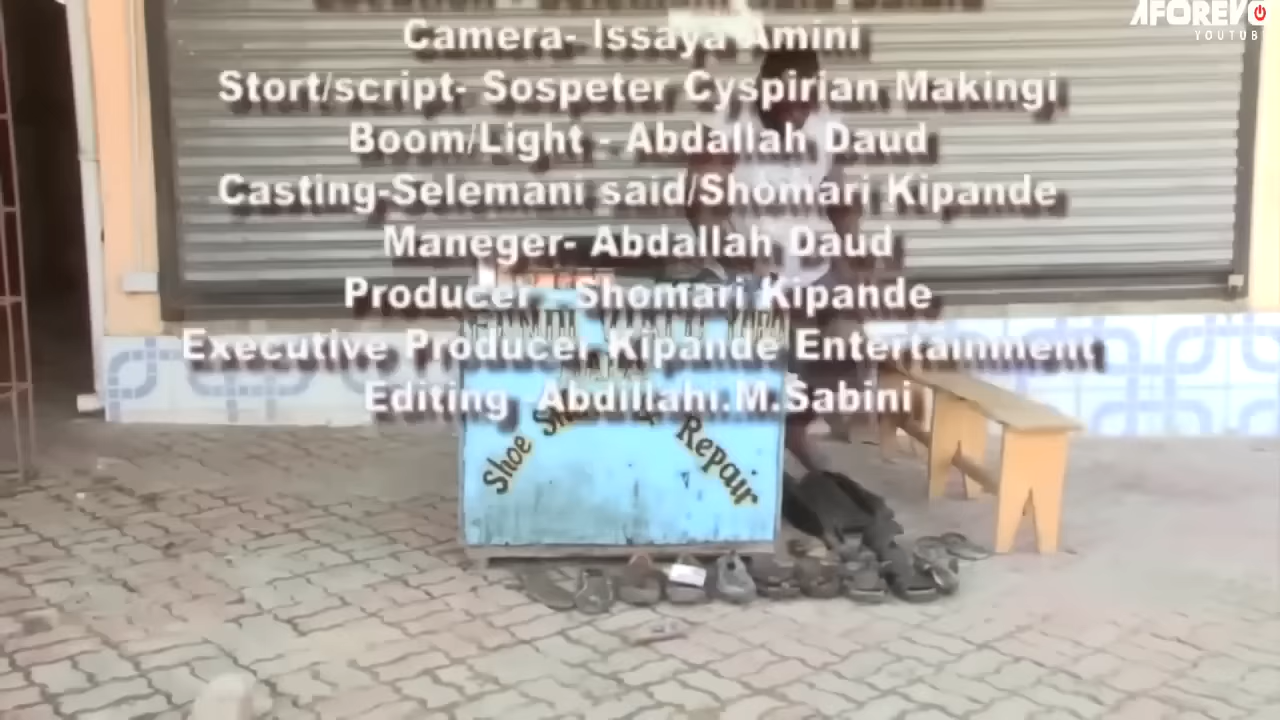 AFOREVO
YOUTUB
Camera- Issaya Amini
Stort/script- Sospeter Cyspirian Makingi
Boom/Light - Abdallah Daud
Casting-Selemani said/Shomari Kipande
Maneger- Abdallah Daud
Producer - Shomari Kipande
Executive Producer Kipande Entertainment
Editing Abdillahi.M.Sabini
Shoe
Repair